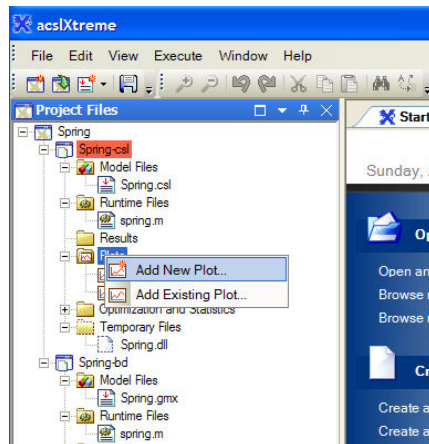 acslXtreme
File Edit View Execute Window Help
Project Files
Start
Spring
Spring-csl
Sunday,
Model Files
Spring.csl
Runtime Files
spring.m
Results
Plots
Add New Plot...
Add Existing Plot...
Open an
Browse
Optimization and Statistics
Browse
Temporary Files
Spring.dll
Spring-bd
Model Files
Spring.gmx
Create a
Runtime Files
Create a
spring.m